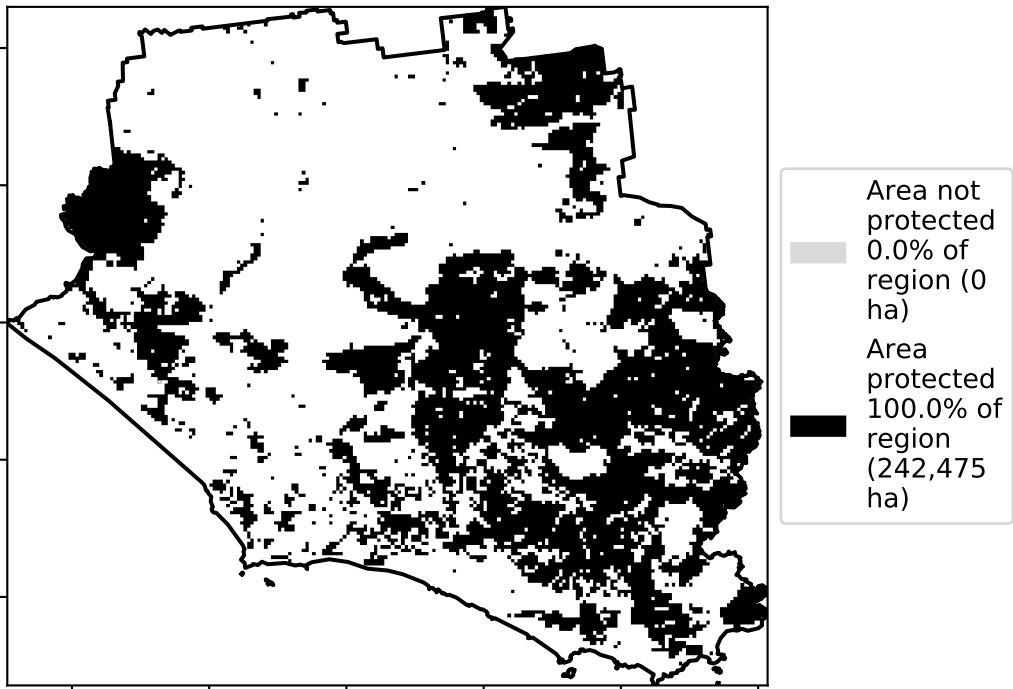 Area not
protected
0.0% of
region (0
ha)
Area
protected
100.0% of
region
(242,475
ha)